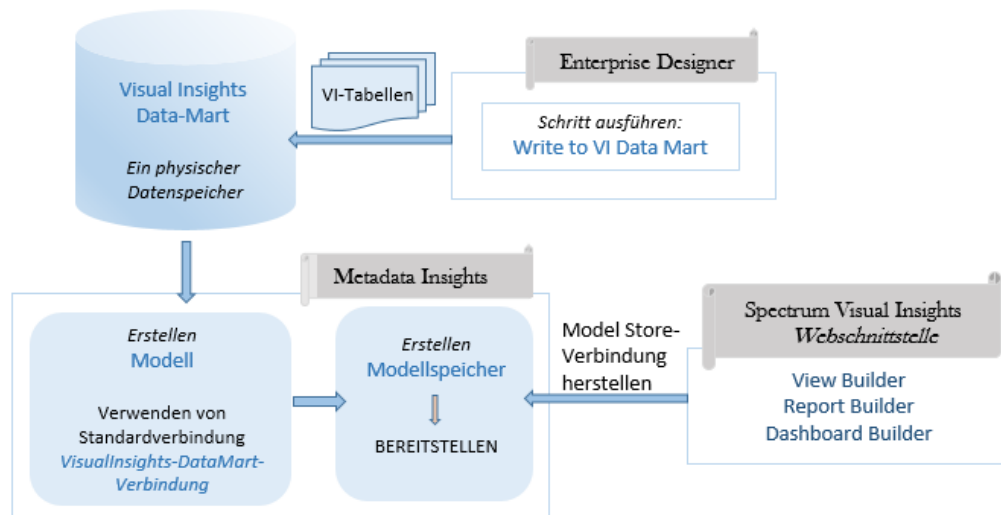 Visual Insights
Data-Mart
Ein physischer
Datenspeicher
VI-Tabellen
Enterprise Designer
Schritt ausführen:
Write to VI Data Mart
Metadata Insights
Erstellen
Modell
Verwenden von
Standardverbindung
VisualInsights-DataMart-
Verbindung
Erstellen
Modellspeicher
BEREITSTELLEN
Model Store-
Verbindung
herstellen
Spectrum Visual Insights
Webschnittstelle
View Builder
Report Builder
Dashboard Builder